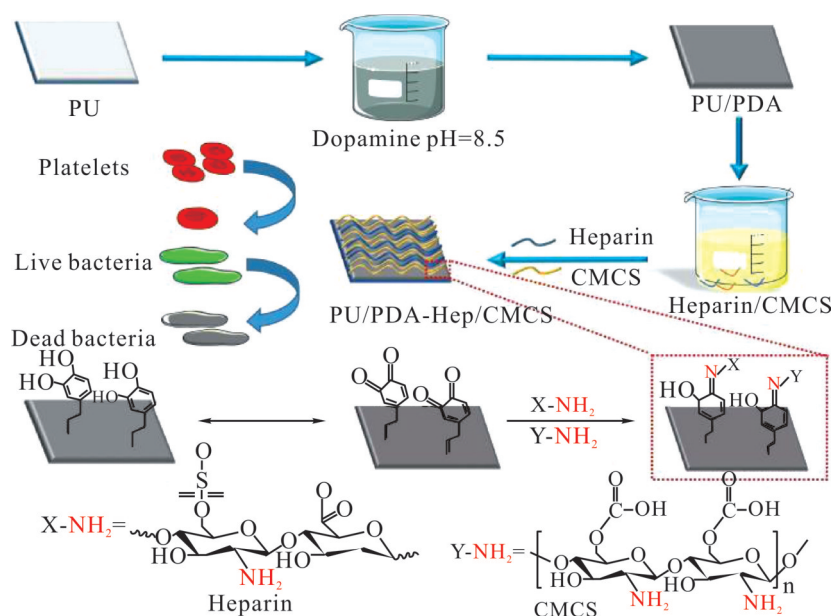 PU
Dopamine pH=8.5
PU/PDA
Platelets
Live bacteria
Dead bacteria
Heparin
CMCS
PU/PDA-Hep/CMCS
Heparin/CMCS
HO
HO
HO
HO
O
O
O
O
X-NH₂
Y-NH₂
HO
N
X
HO
N
Y
X-NH₂=
O
S
O
O
O
HO
NH₂
O
O
O
HO
O
Heparin
Y-NH₂=
O
C-OH
O
O
O
HO
NH₂
O
O
C-OH
O
O
HO
NH₂
O
n
CMCS